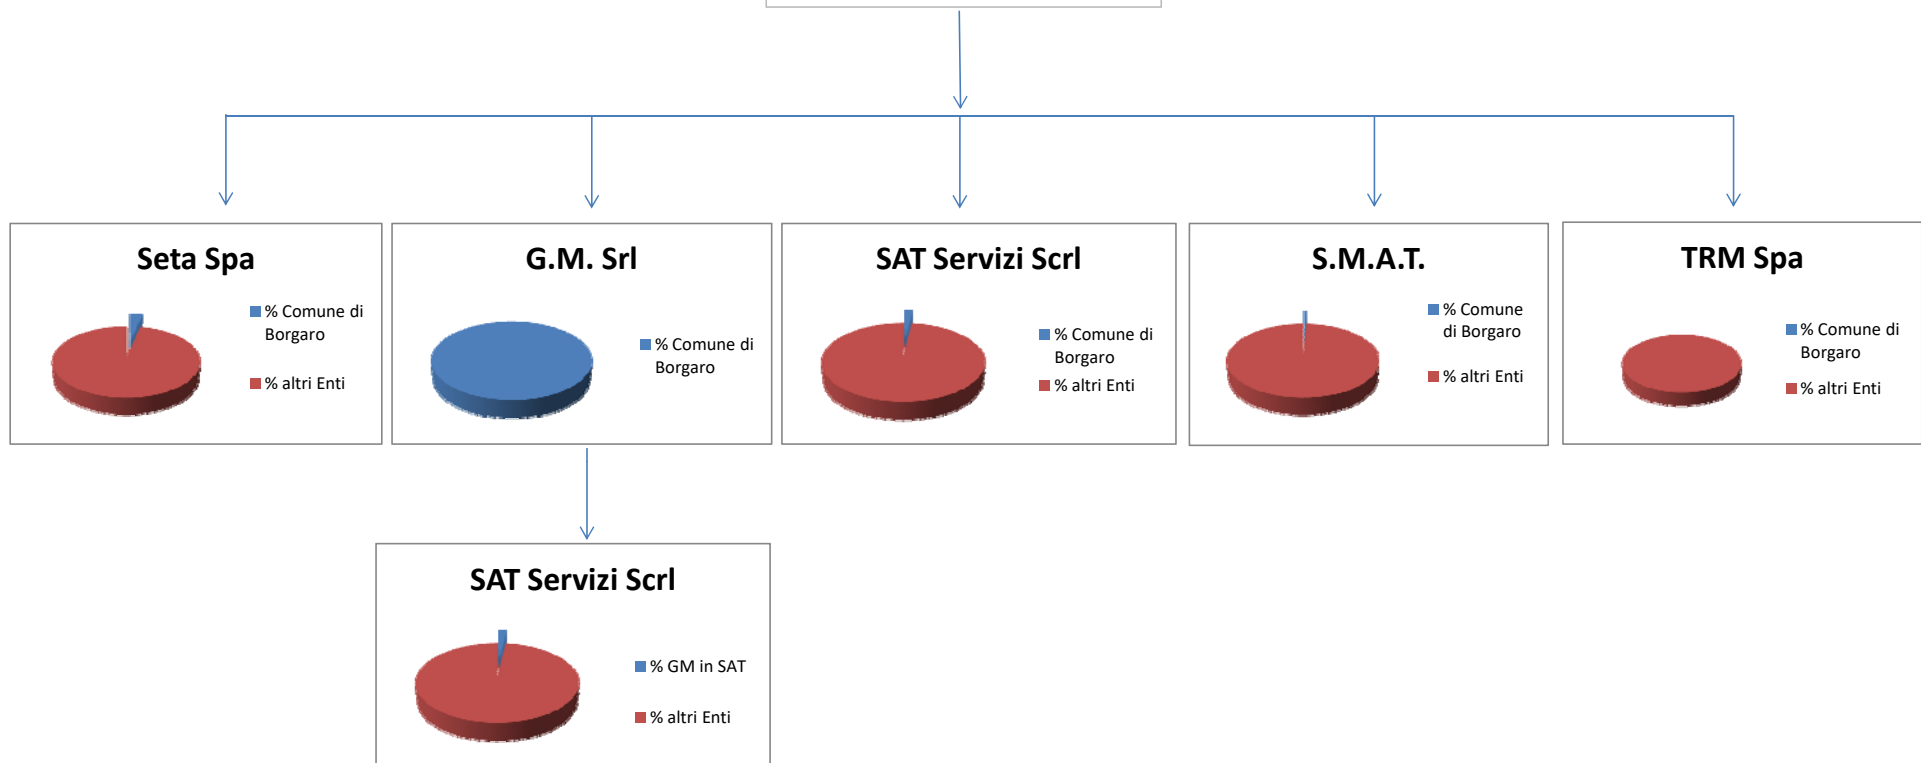 Seta Spa
% Comune di
Borgaro
% altri Enti
G.M. Srl
% Comune di
Borgaro
SAT Servizi Scrl
% Comune di
Borgaro
% altri Enti
S.M.A.T.
% Comune
di Borgaro
% altri Enti
TRM Spa
% Comune di
Borgaro
% altri Enti
SAT Servizi Scrl
% GM in SAT
% altri Enti